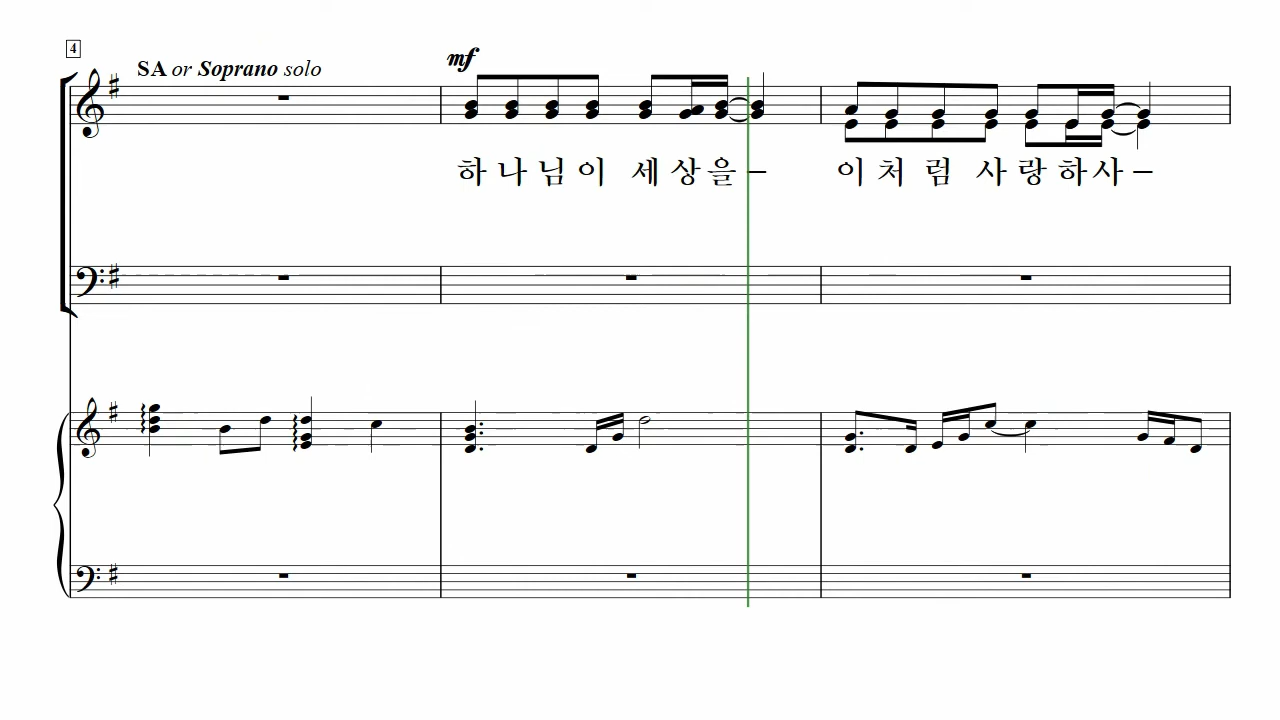 4
SA or Soprano solo
mf
하 나 님 이 세 상 을 – 이 처 럼 사 랑 하 사 –